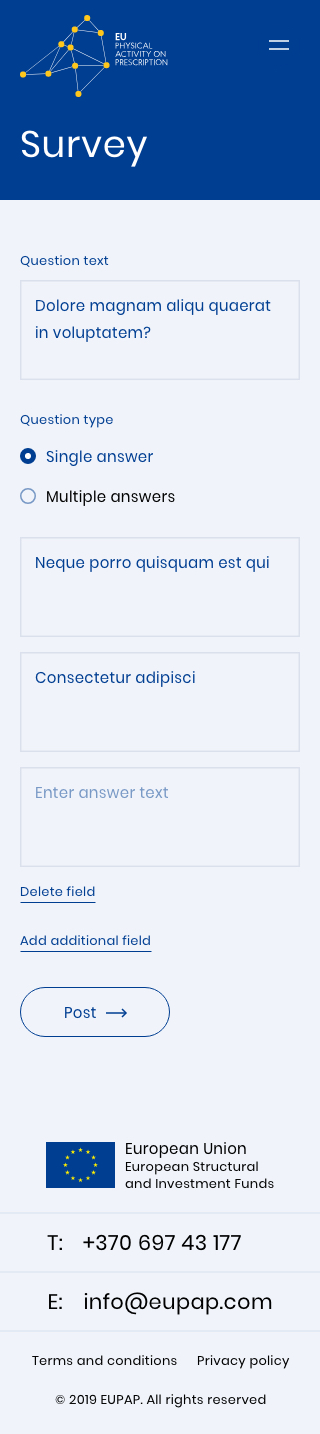 EU
PHYSICAL
ACTIVITY ON
PRESCRIPTION
Survey
Question text
Dolore magnam aliqu quaerat
in voluptatem?
Question type
Single answer
Multiple answers
Neque porro quisquam est qui
Consectetur adipisci
Enter answer text
Delete field
Add additional field
Post
European Union
European Structural
and Investment Funds
T: +370 697 43 177
E: info@eupap.com
Terms and conditions Privacy policy
© 2019 EUPAP. All rights reserved